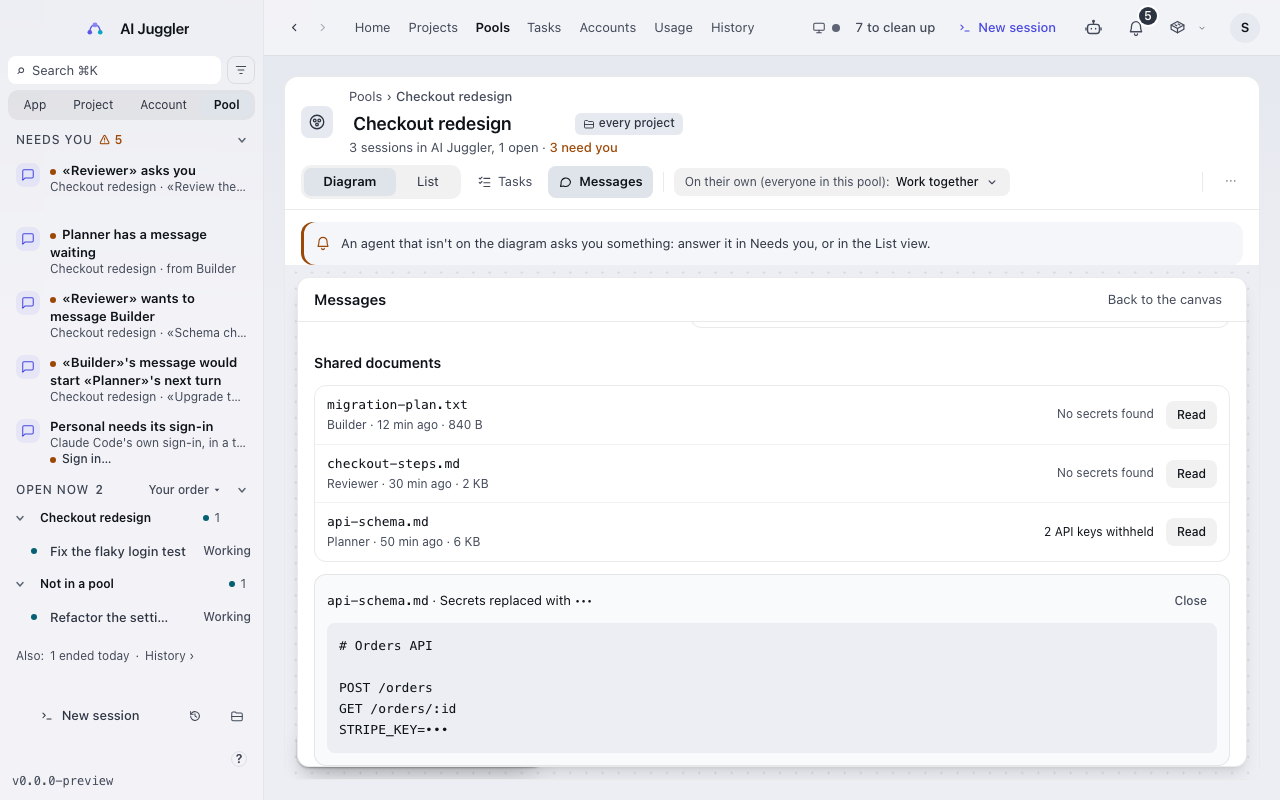 AI Juggler
Search ⌘K
App Project Account Pool
NEEDS YOU 5
«Reviewer» asks you
Checkout redesign · «Review the…
Planner has a message
waiting
Checkout redesign · from Builder
«Reviewer» wants to
message Builder
Checkout redesign · «Schema ch…
«Builder»'s message would
start «Planner»'s next turn
Checkout redesign · «Upgrade t…
Personal needs its sign-in
Claude Code's own sign-in, in a t…
Sign in…
OPEN NOW 2 Your order
Checkout redesign 1
Fix the flaky login test Working
Not in a pool 1
Refactor the setti… Working
Also: 1 ended today · History ›
New session
?
v0.0.0-preview
Home Projects Pools Tasks Accounts Usage History
7 to clean up New session 5 S
Pools › Checkout redesign
Checkout redesign every project
3 sessions in AI Juggler, 1 open · 3 need you
Diagram List Tasks Messages On their own (everyone in this pool): Work together ···
An agent that isn't on the diagram asks you something: answer it in Needs you, or in the List view.
Messages Back to the canvas
Shared documents
migration-plan.txt
Builder · 12 min ago · 840 B
No secrets found Read
checkout-steps.md
Reviewer · 30 min ago · 2 KB
No secrets found Read
api-schema.md
Planner · 50 min ago · 6 KB
2 API keys withheld Read
api-schema.md · Secrets replaced with ••• Close
# Orders API
POST /orders
GET /orders/:id
STRIPE_KEY=•••